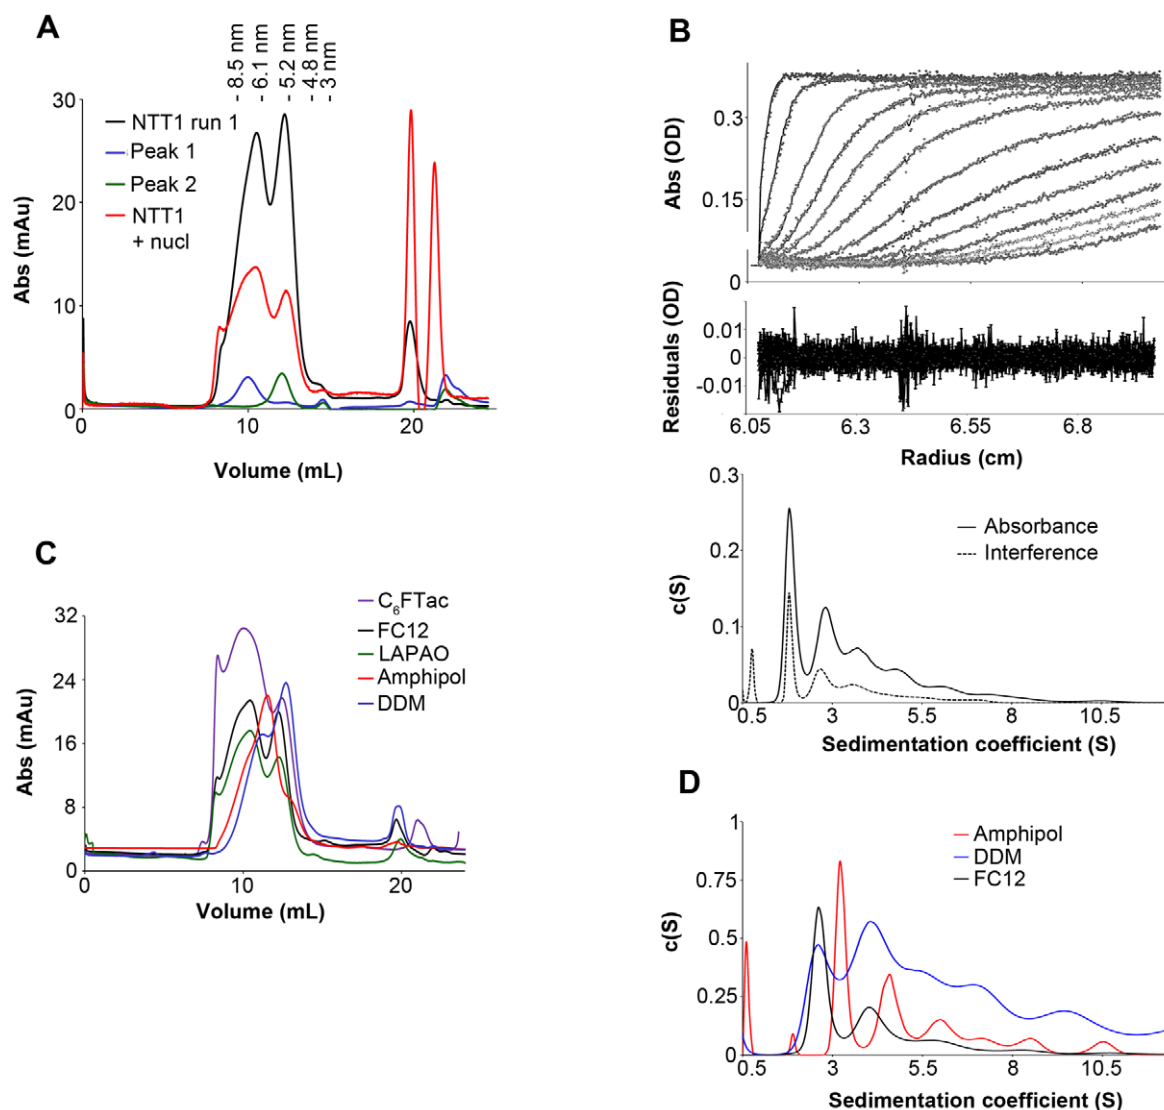 A
- 8.5 nm
- 6.1 nm
- 5.2 nm
- 4.8 nm
- 3 nm
30
20
10
0
NTT1 run 1
Peak 1
Peak 2
NTT1
+ nucl
Abs (mAu)
0
10
20
Volume (mL)
B
Abs (OD)
0.3
0.15
0
Residuals (OD)
0.01
0
-0.01
6.05
6.3
6.55
6.8
Radius (cm)
0.3
0.2
0.1
0
c(S)
Absorbance
Interference
0.5
3
5.5
8
10.5
Sedimentation coefficient (S)
C
32
24
16
8
0
Abs (mAu)
C₆FTac
FC12
LAPAO
Amphipol
DDM
0
10
20
Volume (mL)
D
1
0.75
0.5
0.25
0
c(S)
Amphipol
DDM
FC12
0.5
3
5.5
8
10.5
Sedimentation coefficient (S)